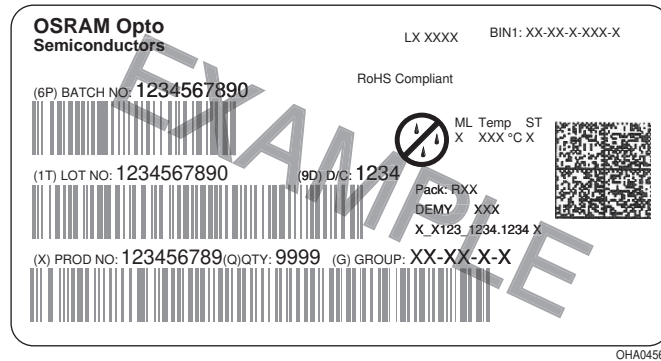 OSRAM Opto
Semiconductors
LX XXXX
BIN1: XX-XX-X-XXX-X
RoHS Compliant
(6P) BATCH NO: 1234567890
ML Temp ST
X XXX °C X
(1T) LOT NO: 1234567890 (9D) D/C: 1234
Pack: RXX
DEMY XXX
X_X123_1234.1234 X
(X) PROD NO: 123456789(Q)QTY: 9999 (G) GROUP: XX-XX-X-X
EXAMPLE